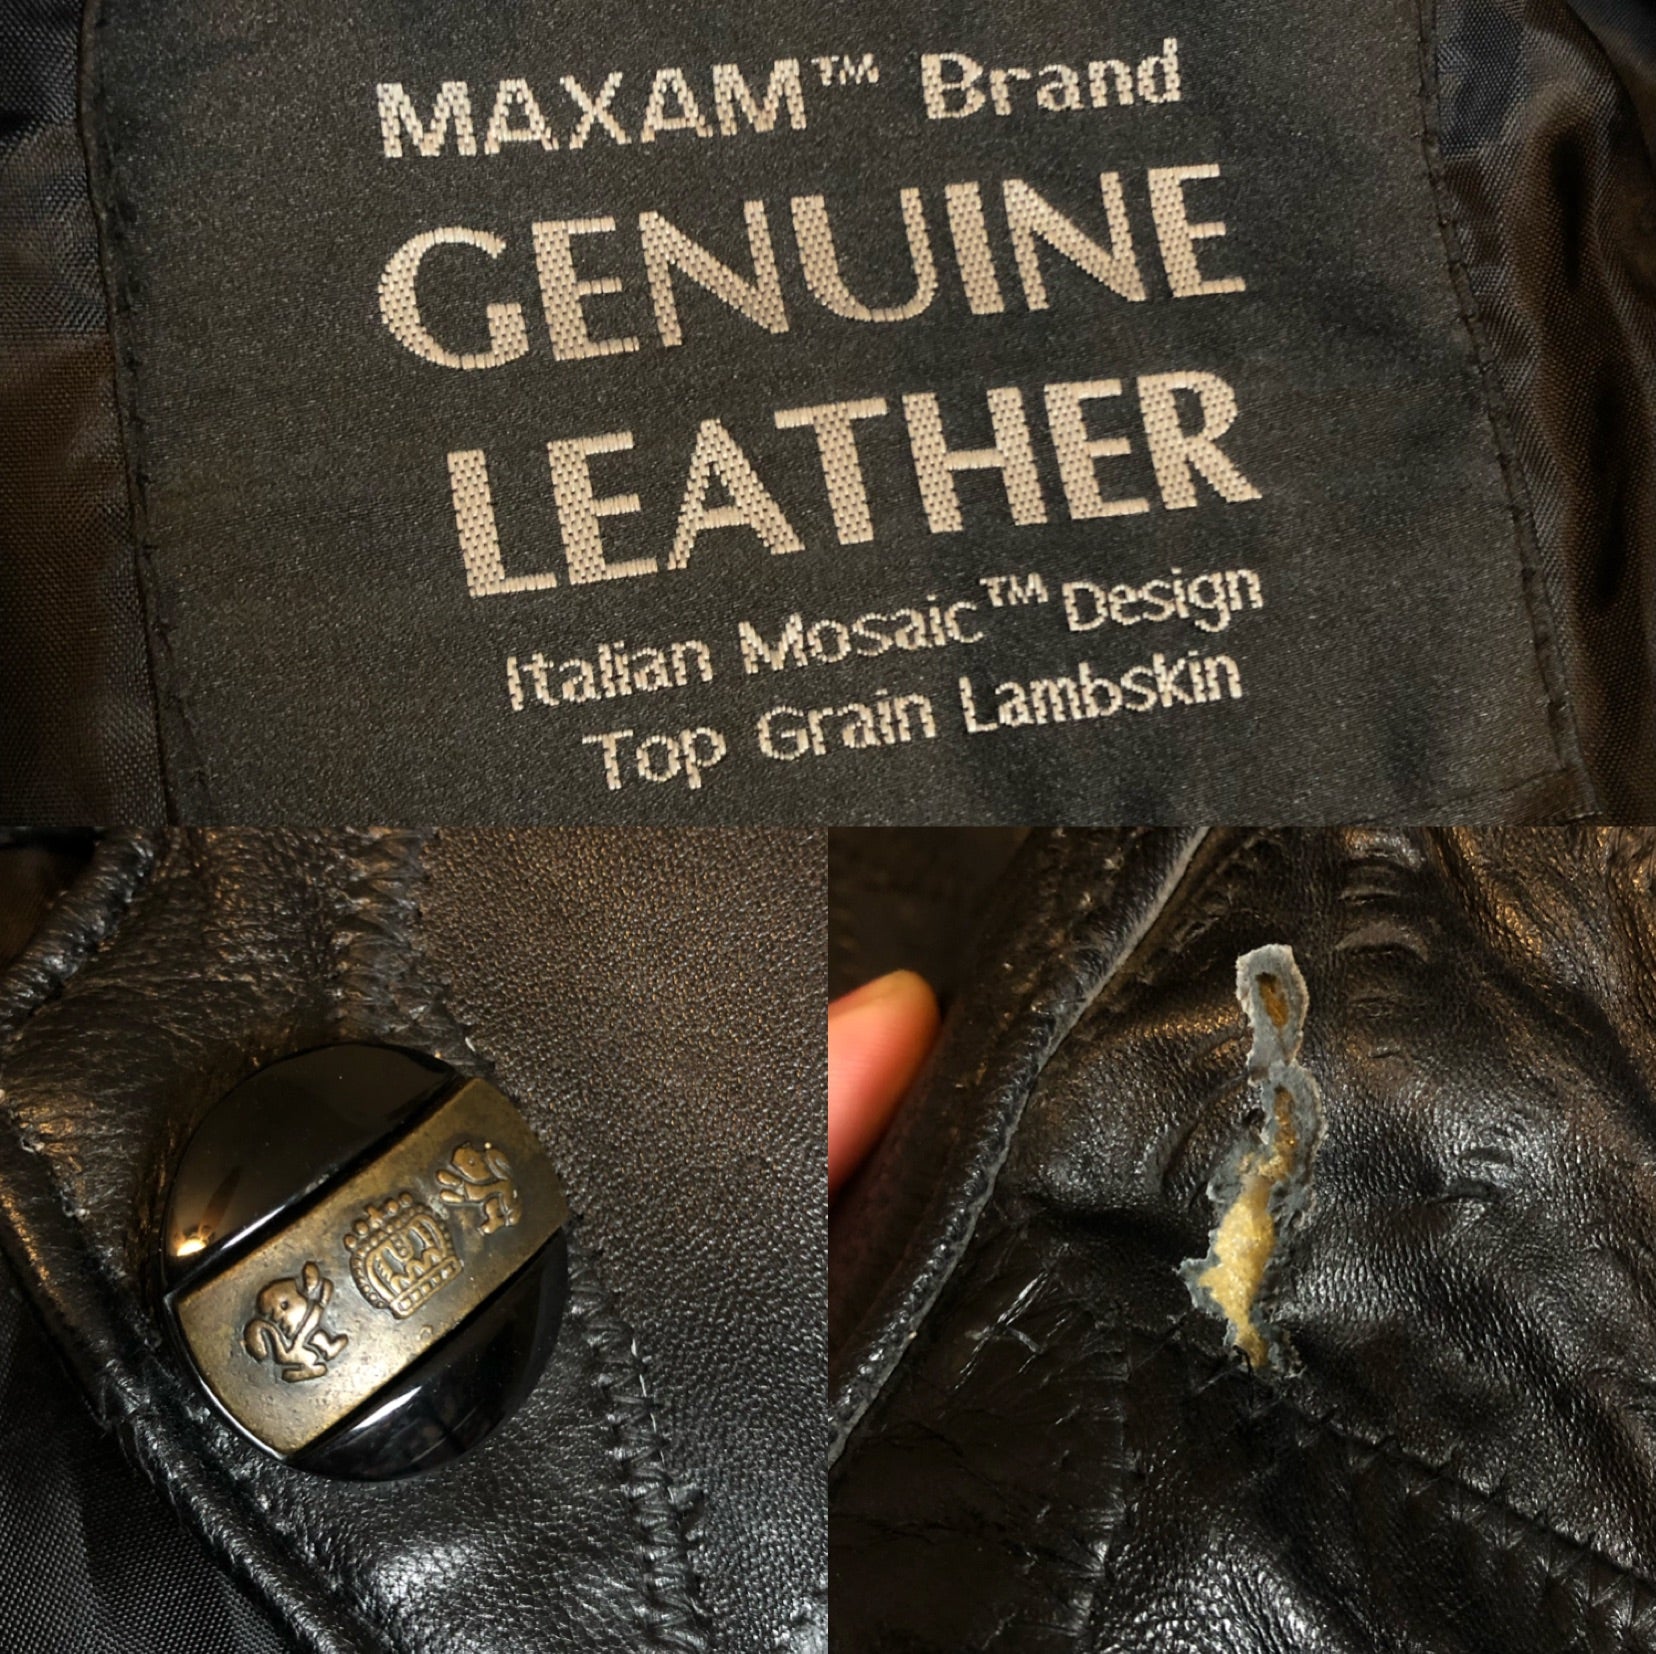 MAXAM™ Brand
GENUINE
LEATHER
Italian Mosaic™ Design
Top Grain Lambskin